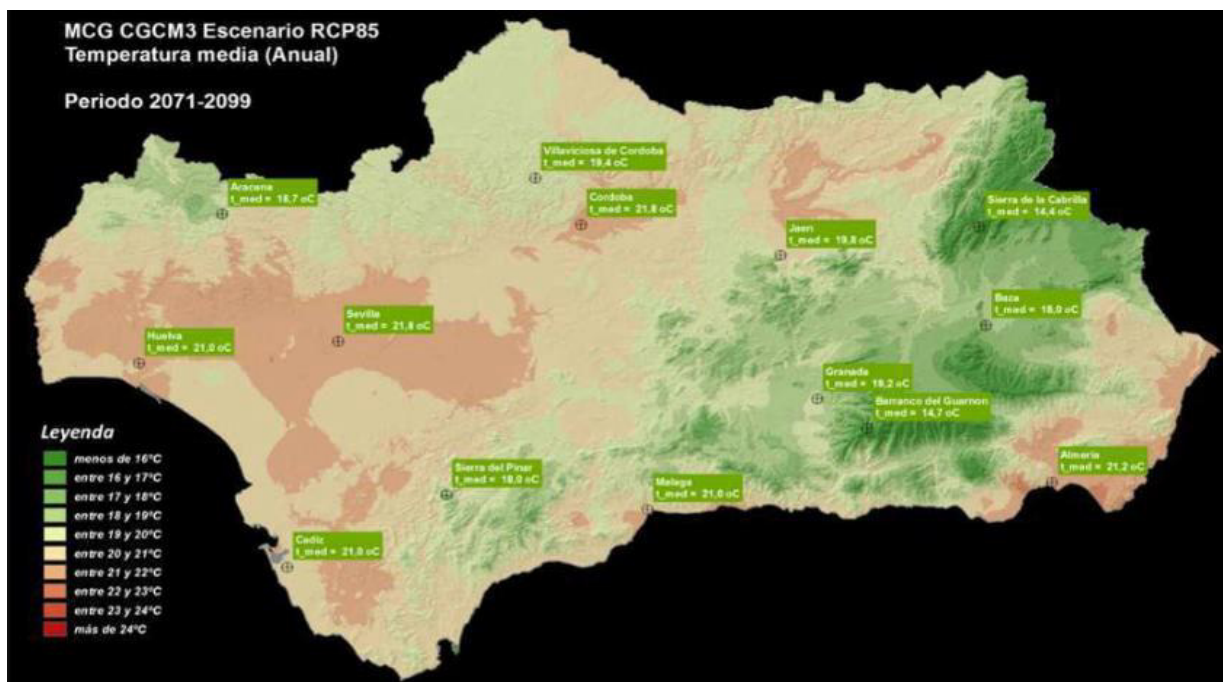 MCG CGCM3 Escenario RCP85
Temperatura media (Anual)
Periodo 2071-2099
Villaviciosa de Cordoba
t_med = 19,4 oC
Aracena
t_med = 18,7 oC
Cordoba
t_med = 21,8 oC
Sierra de la Cabrilla
t_med = 14,4 oC
Jaen
t_med = 19,8 oC
Baza
t_med = 18,0 oC
Sevilla
t_med = 21,8 oC
Huelva
t_med = 21,0 oC
Granada
t_med = 19,2 oC
Barranco del Guarnon
t_med = 14,7 oC
Almeria
t_med = 21,2 oC
Sierra del Pinar
t_med = 18,0 oC
Malaga
t_med = 21,0 oC
Cadiz
t_med = 21,0 oC
Leyenda
menos de 16ºC
entre 16 y 17ºC
entre 17 y 18ºC
entre 18 y 19ºC
entre 19 y 20ºC
entre 20 y 21ºC
entre 21 y 22ºC
entre 22 y 23ºC
entre 23 y 24ºC
más de 24ºC